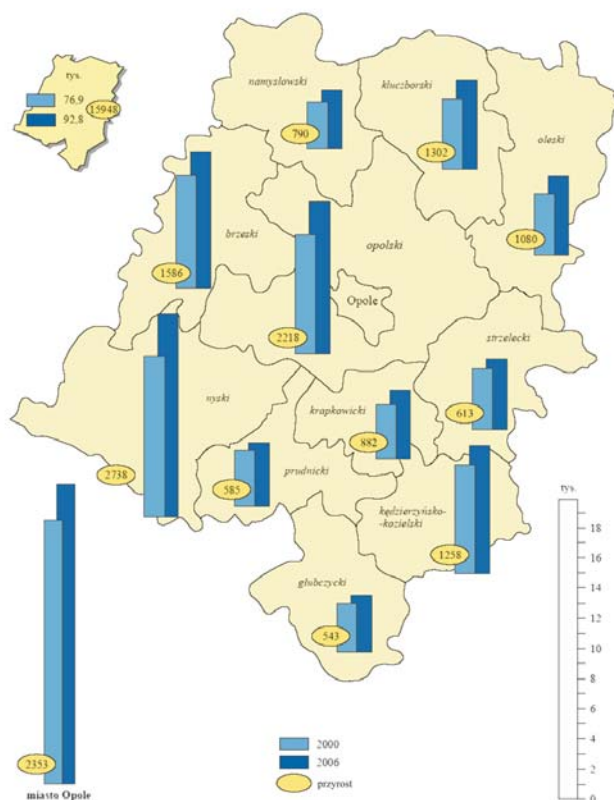 tys.
76,9
15948
92,8
namysłowski
790
kluczborski
1302
oleski
1080
brzeski
1586
opolski
Opole
2218
strzelecki
613
nyski
2738
krapkowicki
882
prudnicki
585
kędzierzyńsko-
-kozielski
1258
głubczycki
543
tys.
18
16
14
12
10
8
6
4
2
0
2353
miasto Opole
2000
2006
przyrost